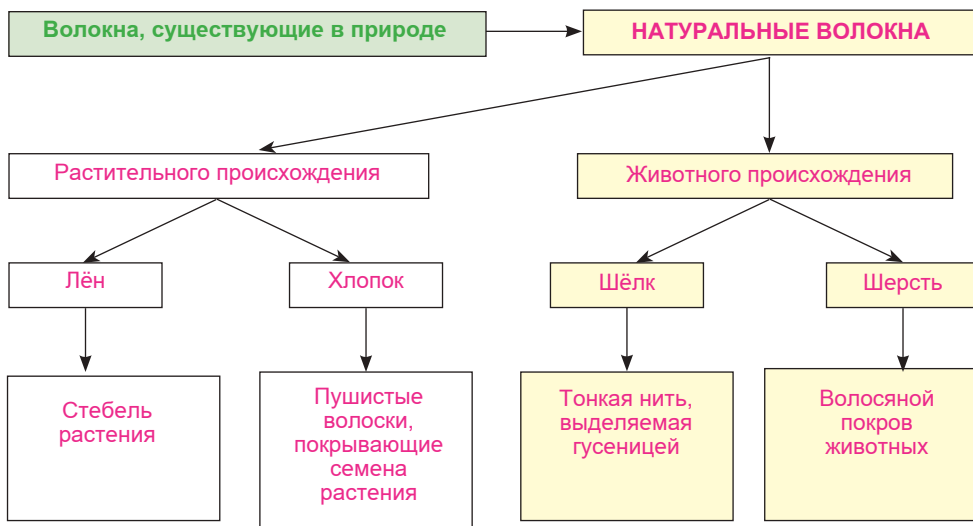 Волокна, существующие в природе
НАТУРАЛЬНЫЕ ВОЛОКНА
Растительного происхождения
Животного происхождения
Лён
Хлопок
Шёлк
Шерсть
Стебель
растения
Пушистые
волоски,
покрывающие
семена
растения
Тонкая нить,
выделяемая
гусеницей
Волосяной
покров
животных